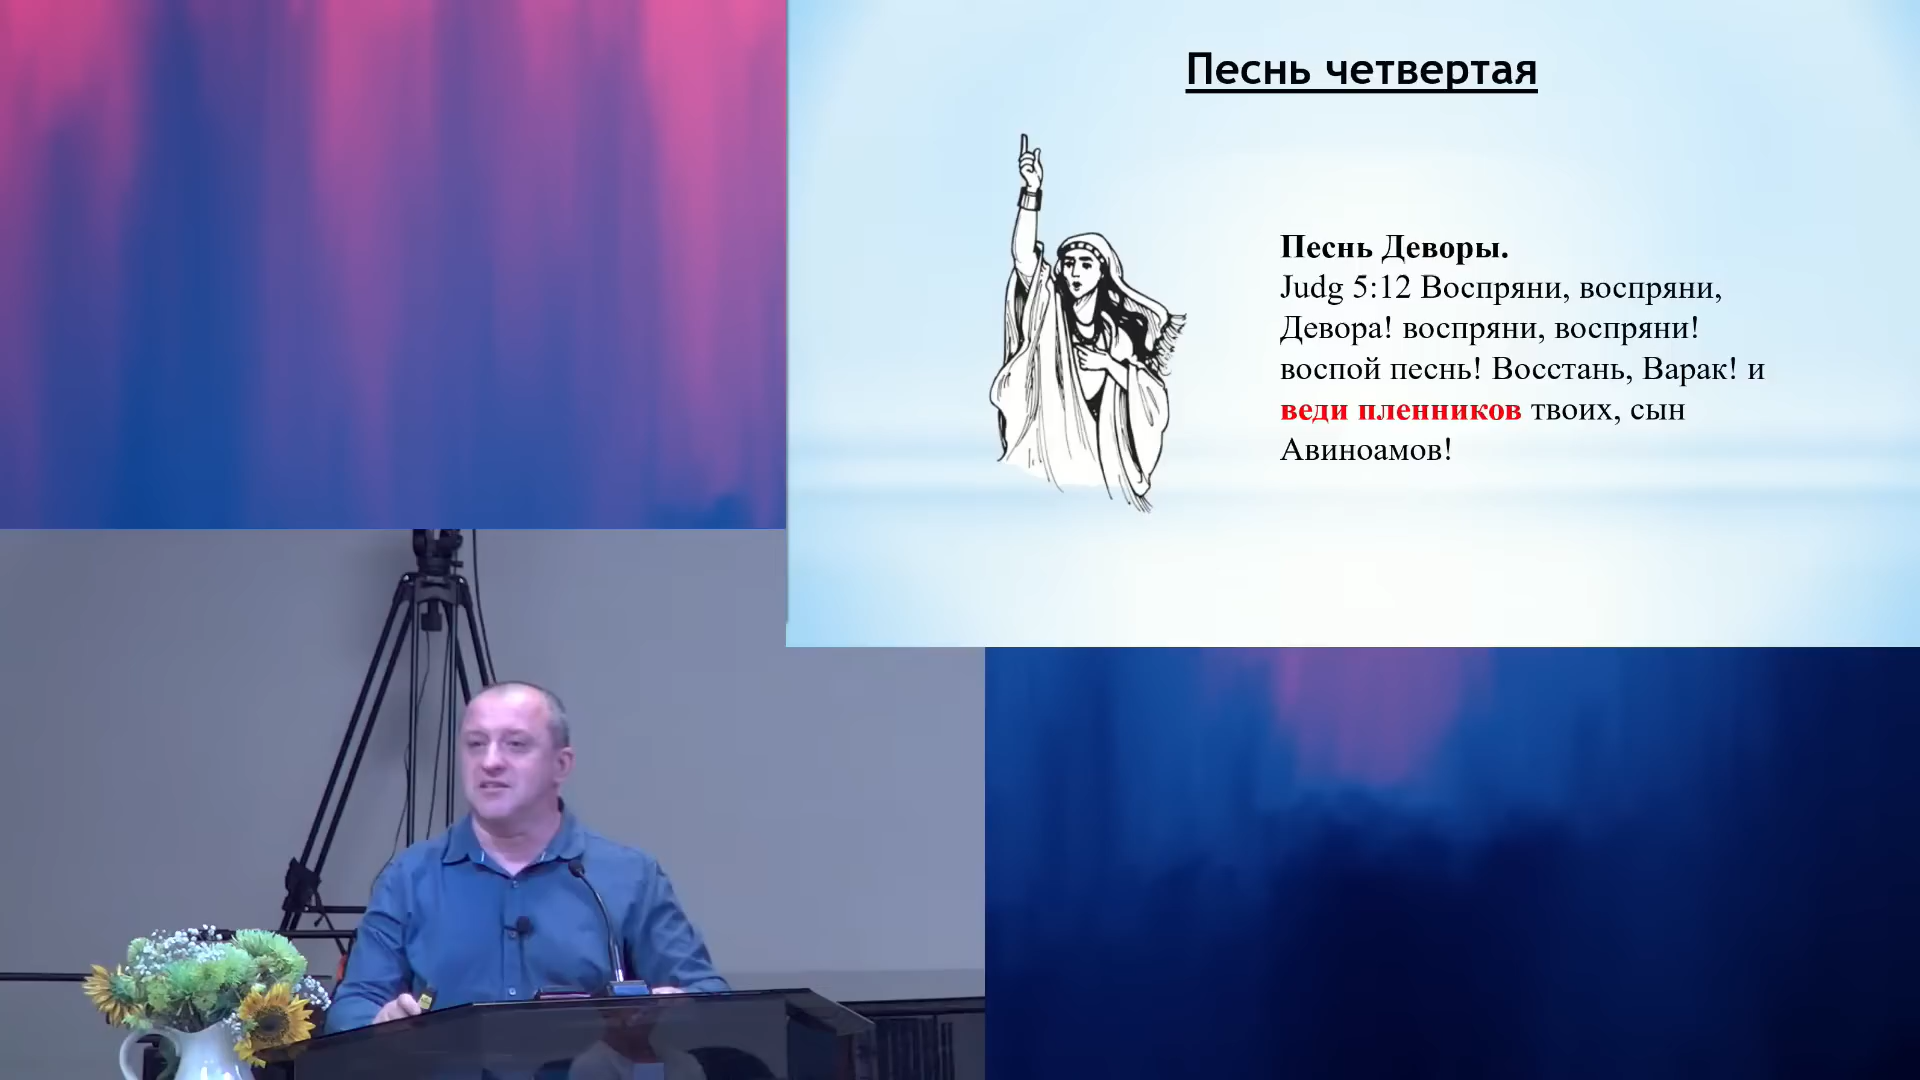 Песнь четвертая
Песнь Деворы.
Judg 5:12 Воспряни, воспряни,
Девора! воспряни, воспряни!
воспой песнь! Восстань, Варак! и
веди пленников твоих, сын
Авиноамов!